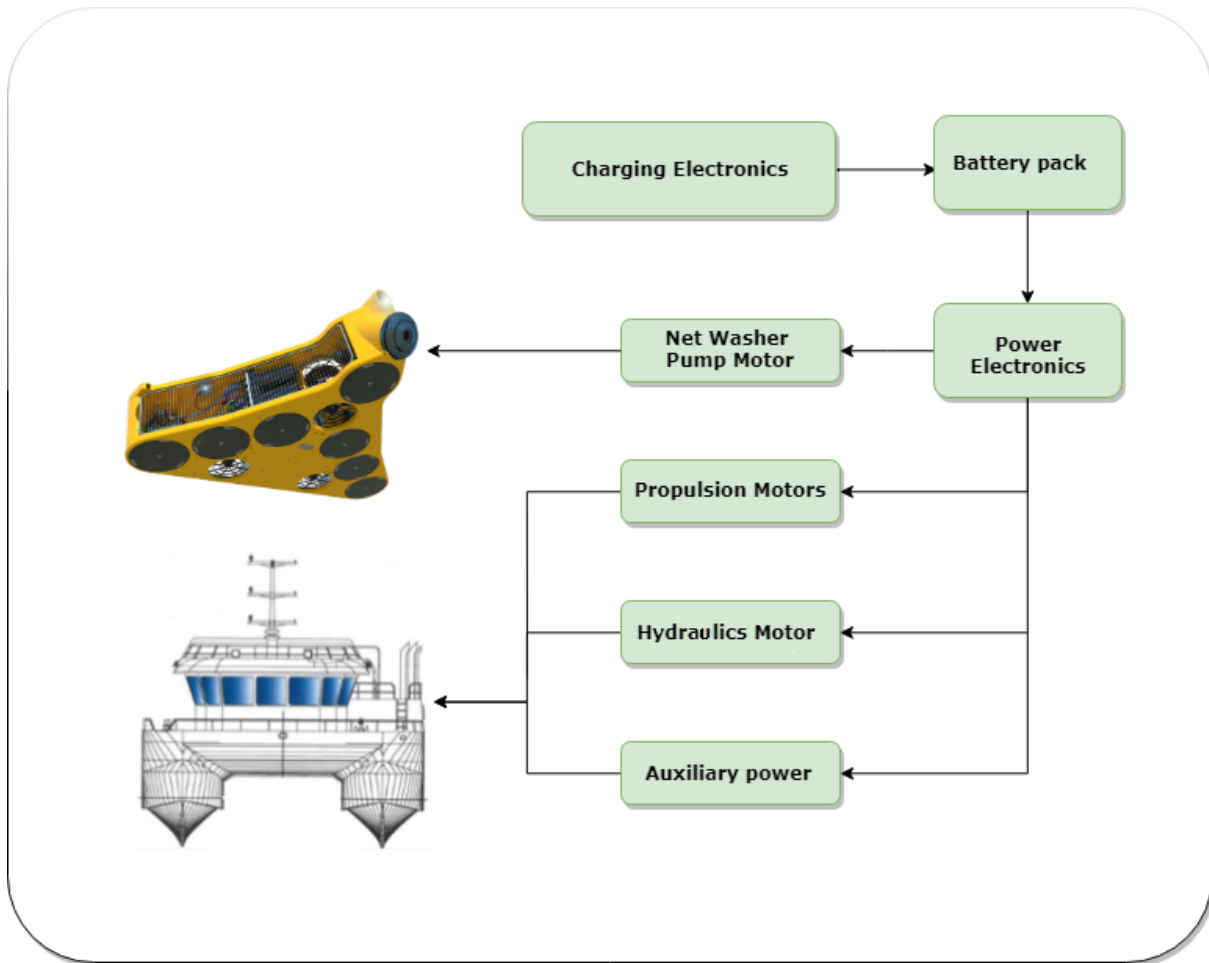 Charging Electronics
Battery pack
Net Washer
Pump Motor
Power
Electronics
Propulsion Motors
Hydraulics Motor
Auxiliary power